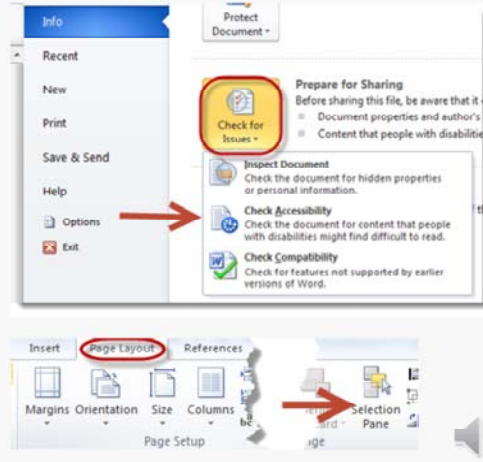 Info
Recent
New
Print
Save & Send
Help
Options
Exit
Protect
Document
Check for
Issues
Prepare for Sharing
Before sharing this file, be aware that it
Document properties and author's
Content that people with disabilitie
Inspect Document
Check the document for hidden properties
or personal information.
Check Accessibility
Check the document for content that people
with disabilities might find difficult to read.
Check Compatibility
Check for features not supported by earlier
versions of Word.
Insert Page Layout References
Margins Orientation Size Columns
Selection
Pane
Page Setup